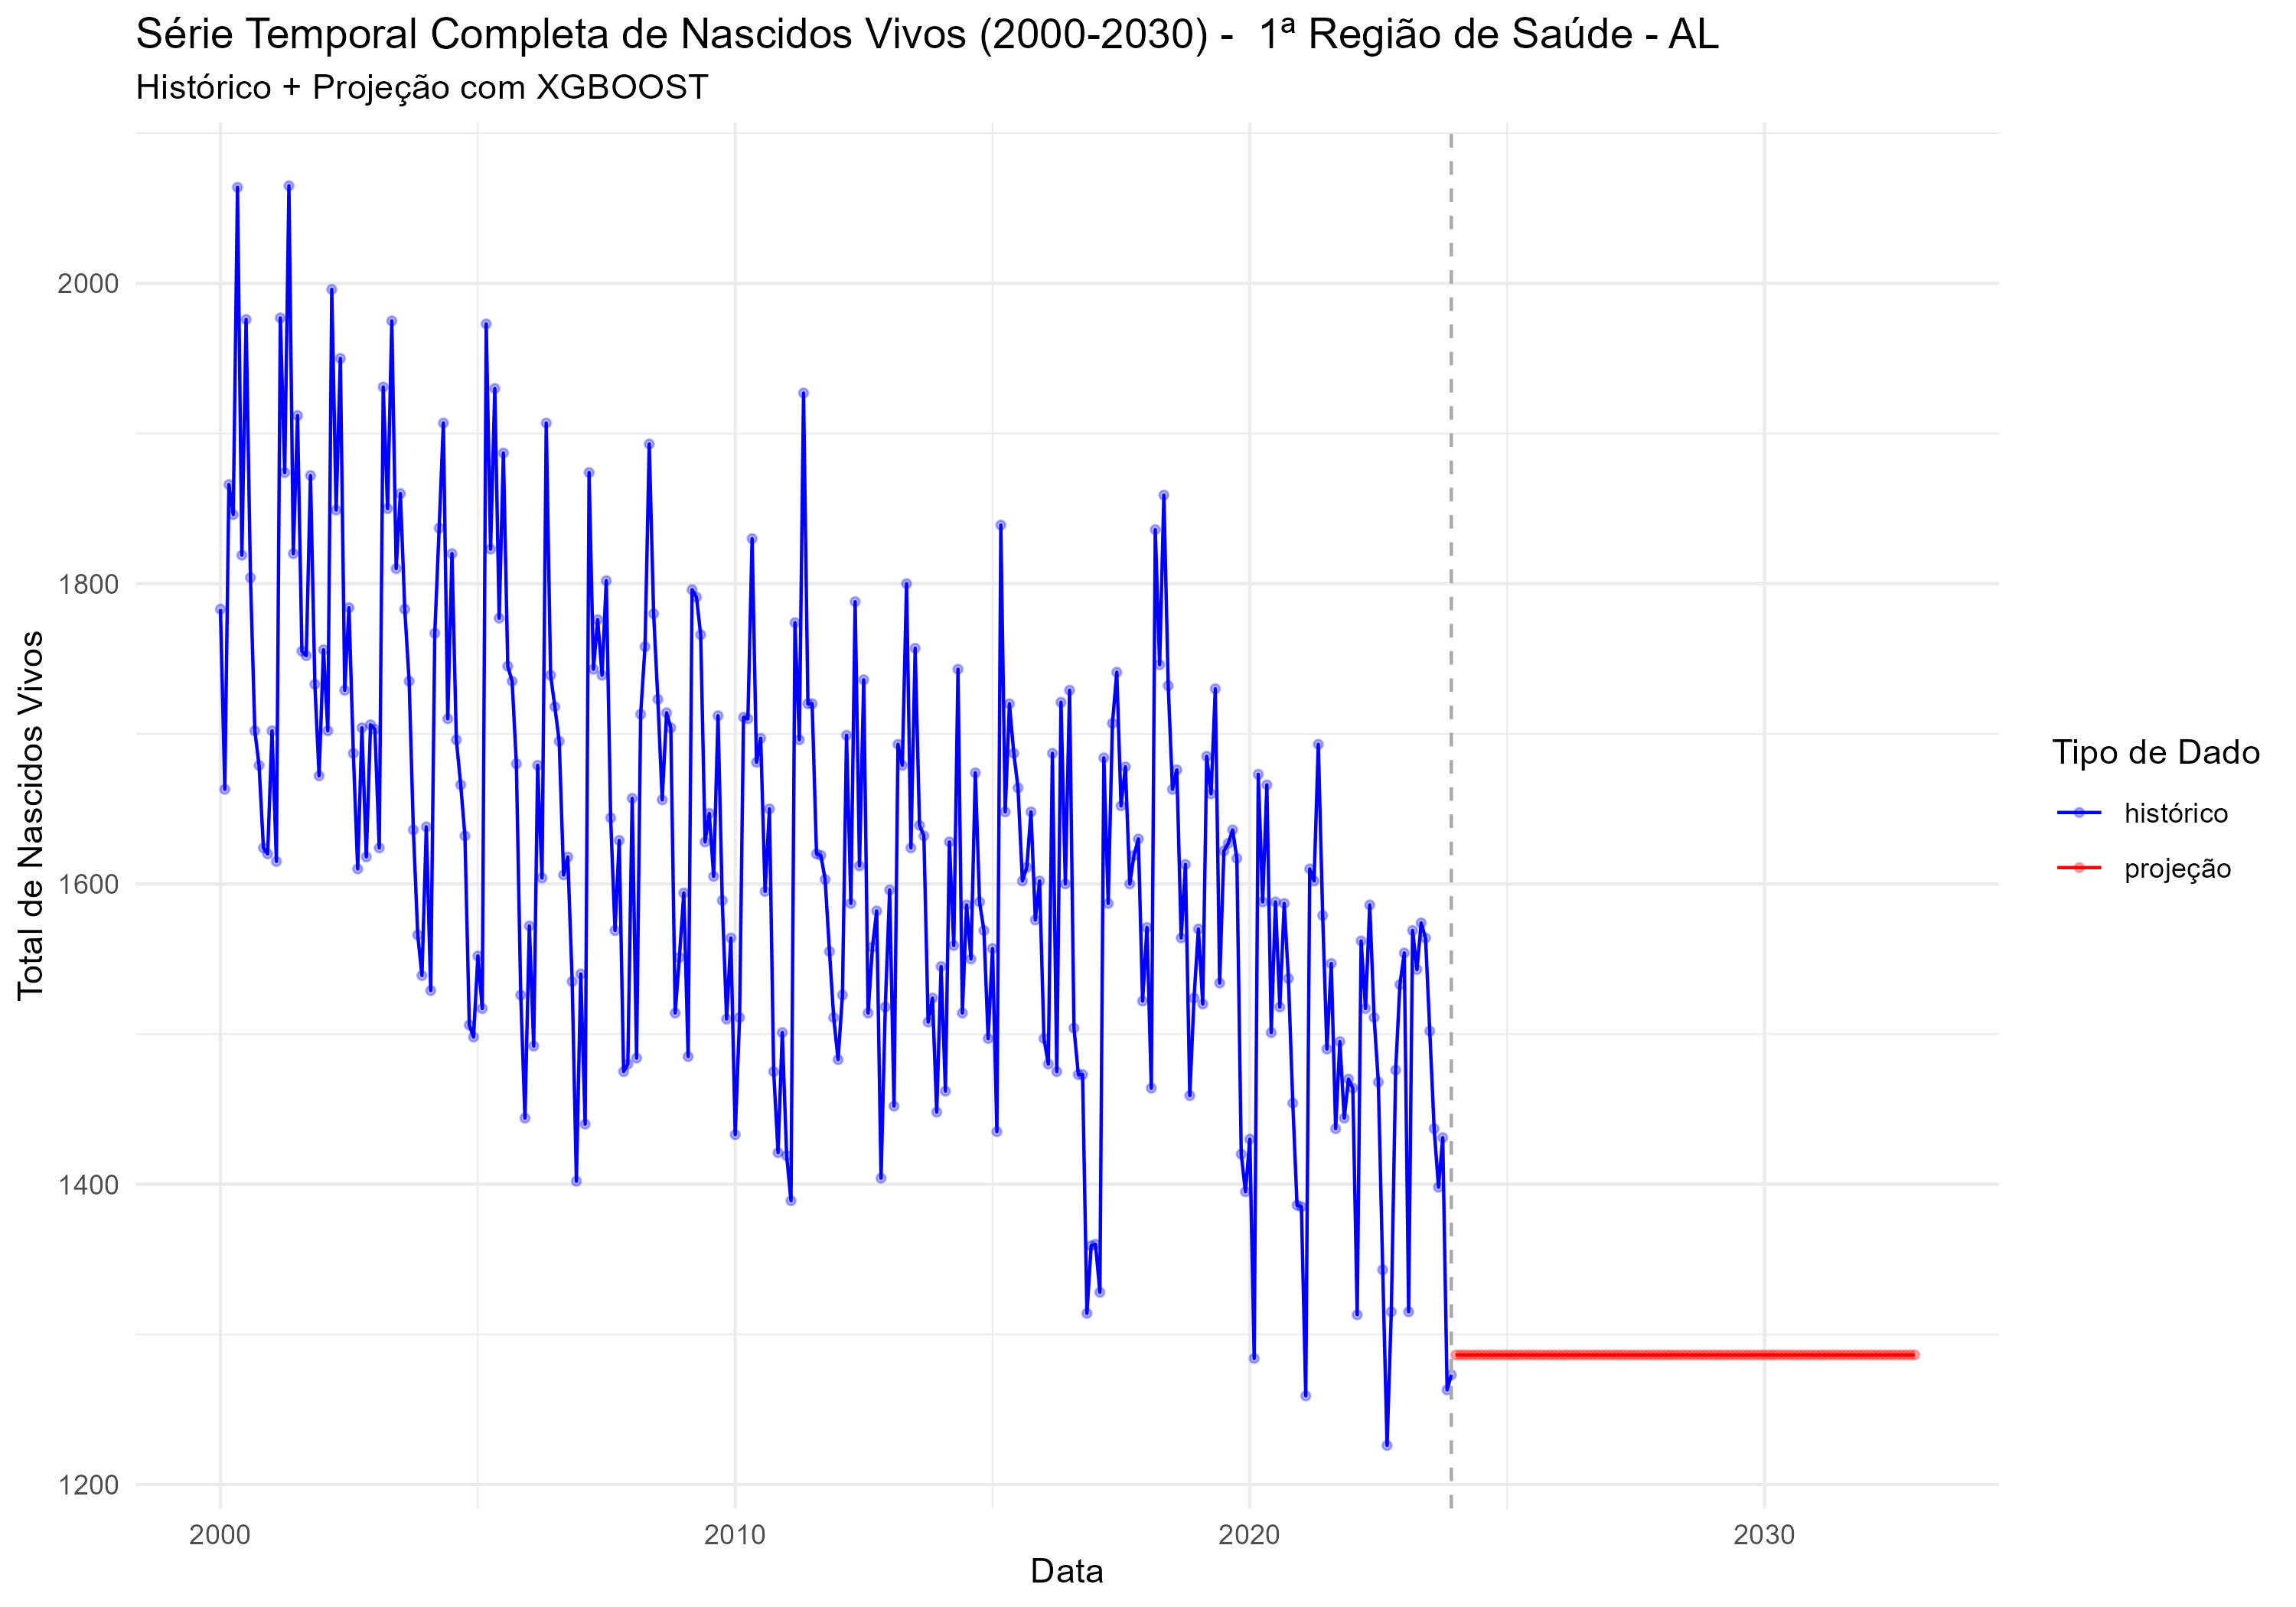 Série Temporal Completa de Nascidos Vivos (2000-2030) -  1ª Região de Saúde - AL
Histórico + Projeção com XGBOOST
Total de Nascidos Vivos
2000
1800
1600
1400
1200
2000
2010
2020
2030
Data
Tipo de Dado
histórico
projeção